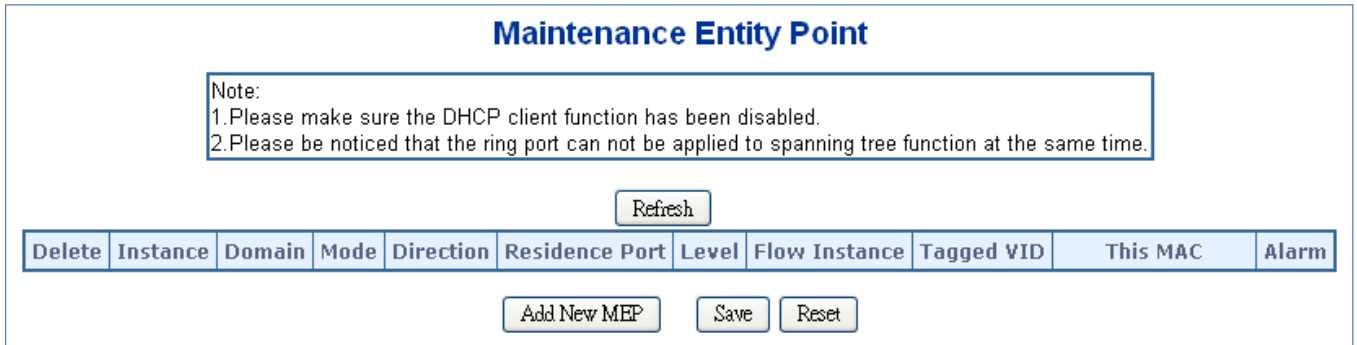 Maintenance Entity Point
Note:
1.Please make sure the DHCP client function has been disabled.
2.Please be noticed that the ring port can not be applied to spanning tree function at the same time.
Refresh
Delete Instance Domain Mode Direction Residence Port Level Flow Instance Tagged VID This MAC Alarm
Add New MEP Save Reset